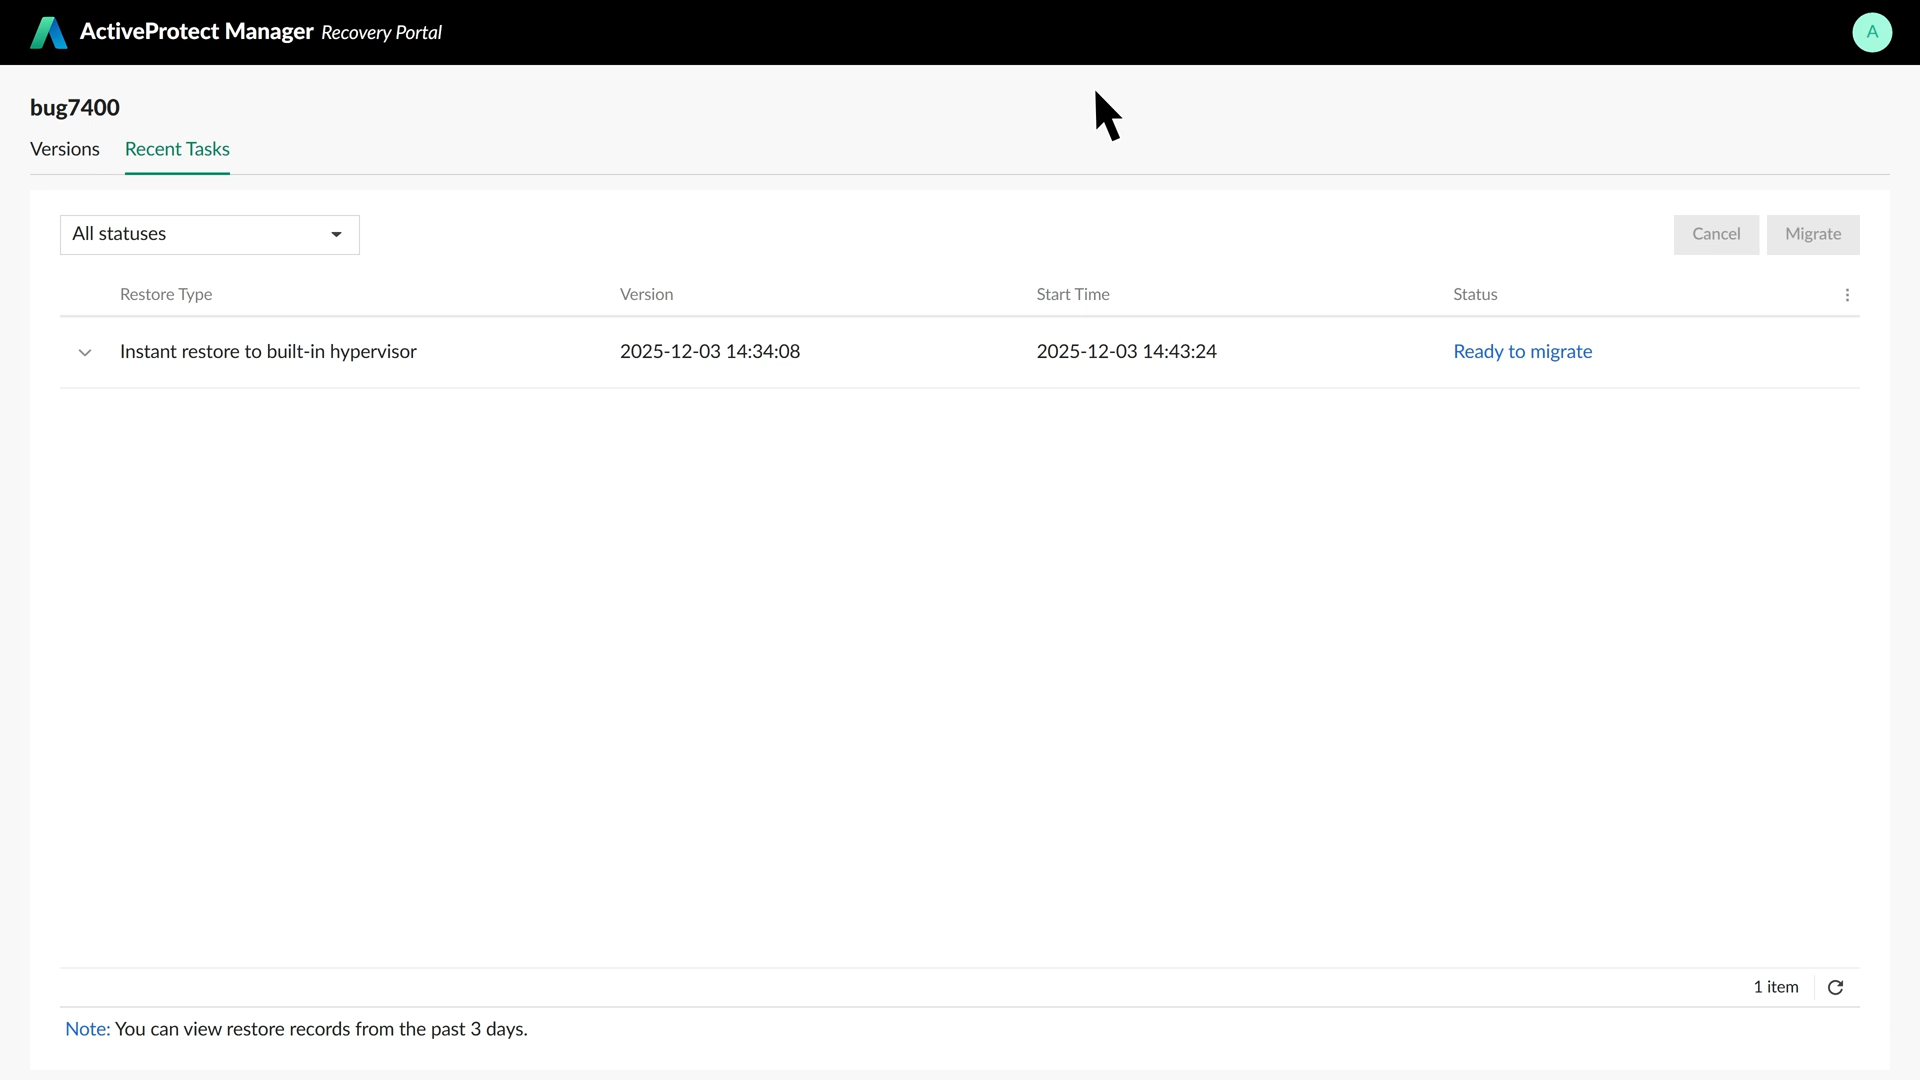 ActiveProtect Manager Recovery Portal
A
bug7400
Versions Recent Tasks
All statuses
Cancel Migrate
Restore Type Version Start Time Status
Instant restore to built-in hypervisor 2025-12-03 14:34:08 2025-12-03 14:43:24 Ready to migrate
1 item
Note: You can view restore records from the past 3 days.